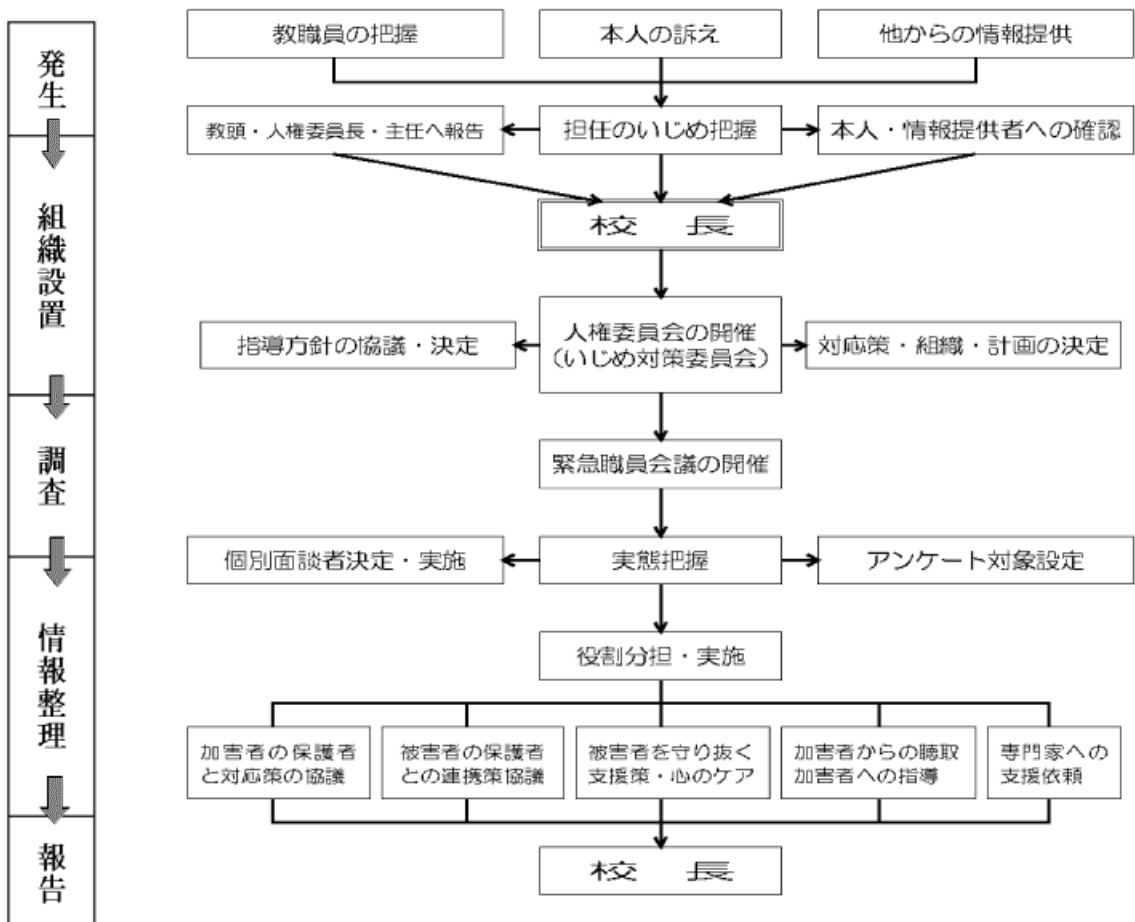 発生
組織設置
調査
情報整理
報告
教職員の把握
本人の訴え
他からの情報提供
教頭・人権委員長・主任へ報告
担任のいじめ把握
本人・情報提供者への確認
校　長
指導方針の協議・決定
人権委員会の開催
（いじめ対策委員会）
対応策・組織・計画の決定
緊急職員会議の開催
個別面談者決定・実施
実態把握
アンケート対象設定
役割分担・実施
加害者の保護者
と対応策の協議
被害者の保護者
との連携策協議
被害者を守り抜く
支援策・心のケア
加害者からの聴取
加害者への指導
専門家への
支援依頼
校　長